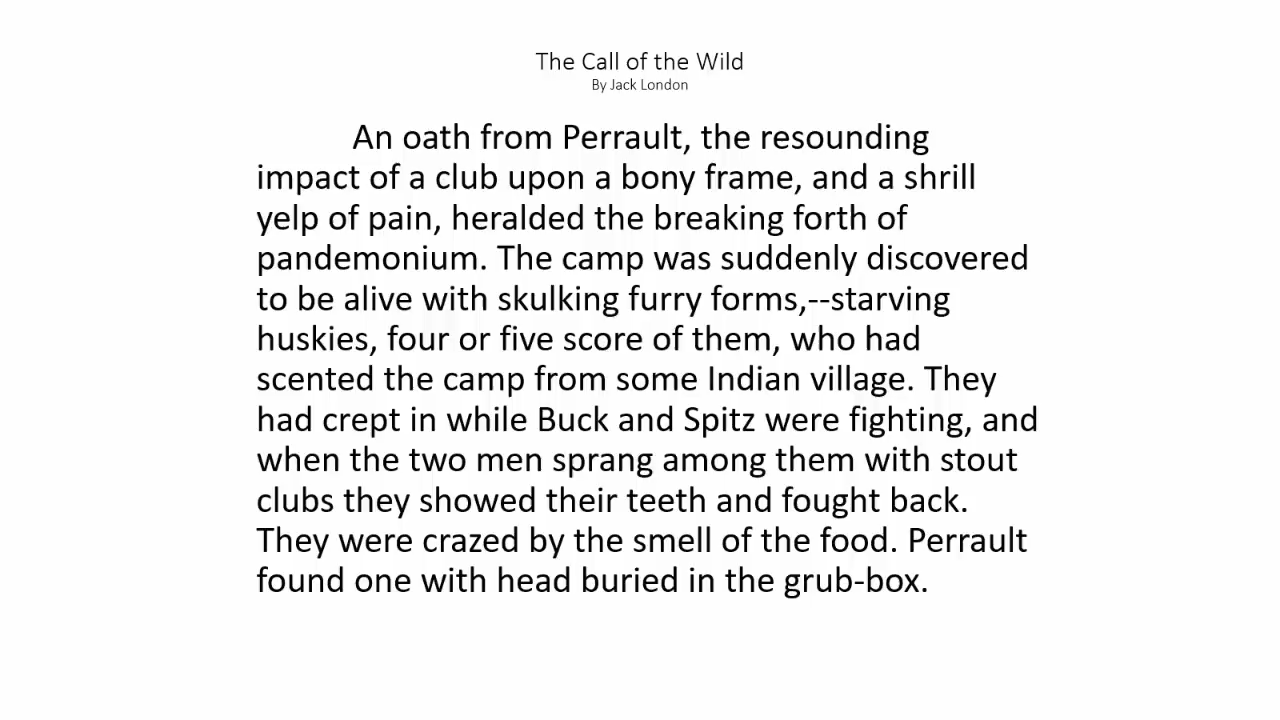 The Call of the Wild
By Jack London
An oath from Perrault, the resounding
impact of a club upon a bony frame, and a shrill
yelp of pain, heralded the breaking forth of
pandemonium. The camp was suddenly discovered
to be alive with skulking furry forms,--starving
huskies, four or five score of them, who had
scented the camp from some Indian village. They
had crept in while Buck and Spitz were fighting, and
when the two men sprang among them with stout
clubs they showed their teeth and fought back.
They were crazed by the smell of the food. Perrault
found one with head buried in the grub-box.